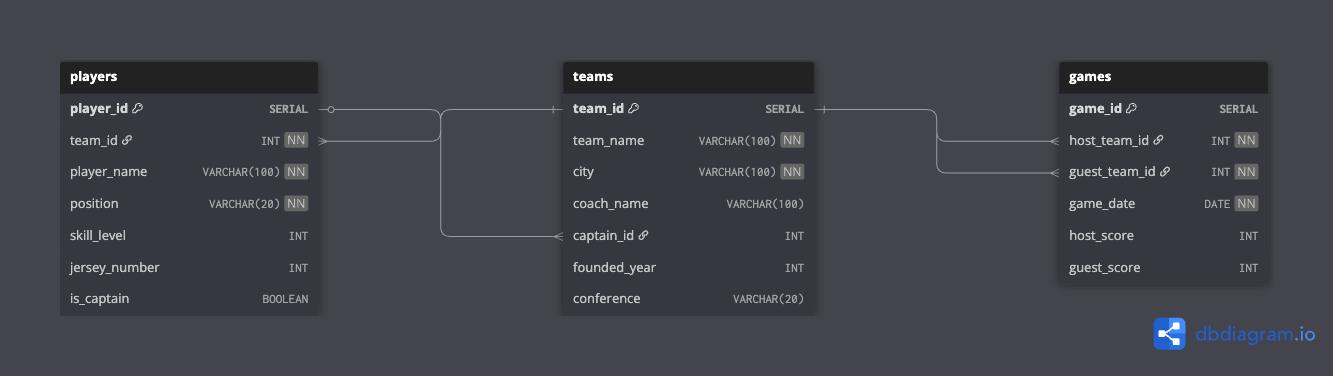 players
player_id SERIAL
team_id INT NN
player_name VARCHAR(100) NN
position VARCHAR(20) NN
skill_level INT
jersey_number INT
is_captain BOOLEAN
teams
team_id SERIAL
team_name VARCHAR(100) NN
city VARCHAR(100) NN
coach_name VARCHAR(100)
captain_id INT
founded_year INT
conference VARCHAR(20)
games
game_id SERIAL
host_team_id INT NN
guest_team_id INT NN
game_date DATE NN
host_score INT
guest_score INT
dbdiagram.io